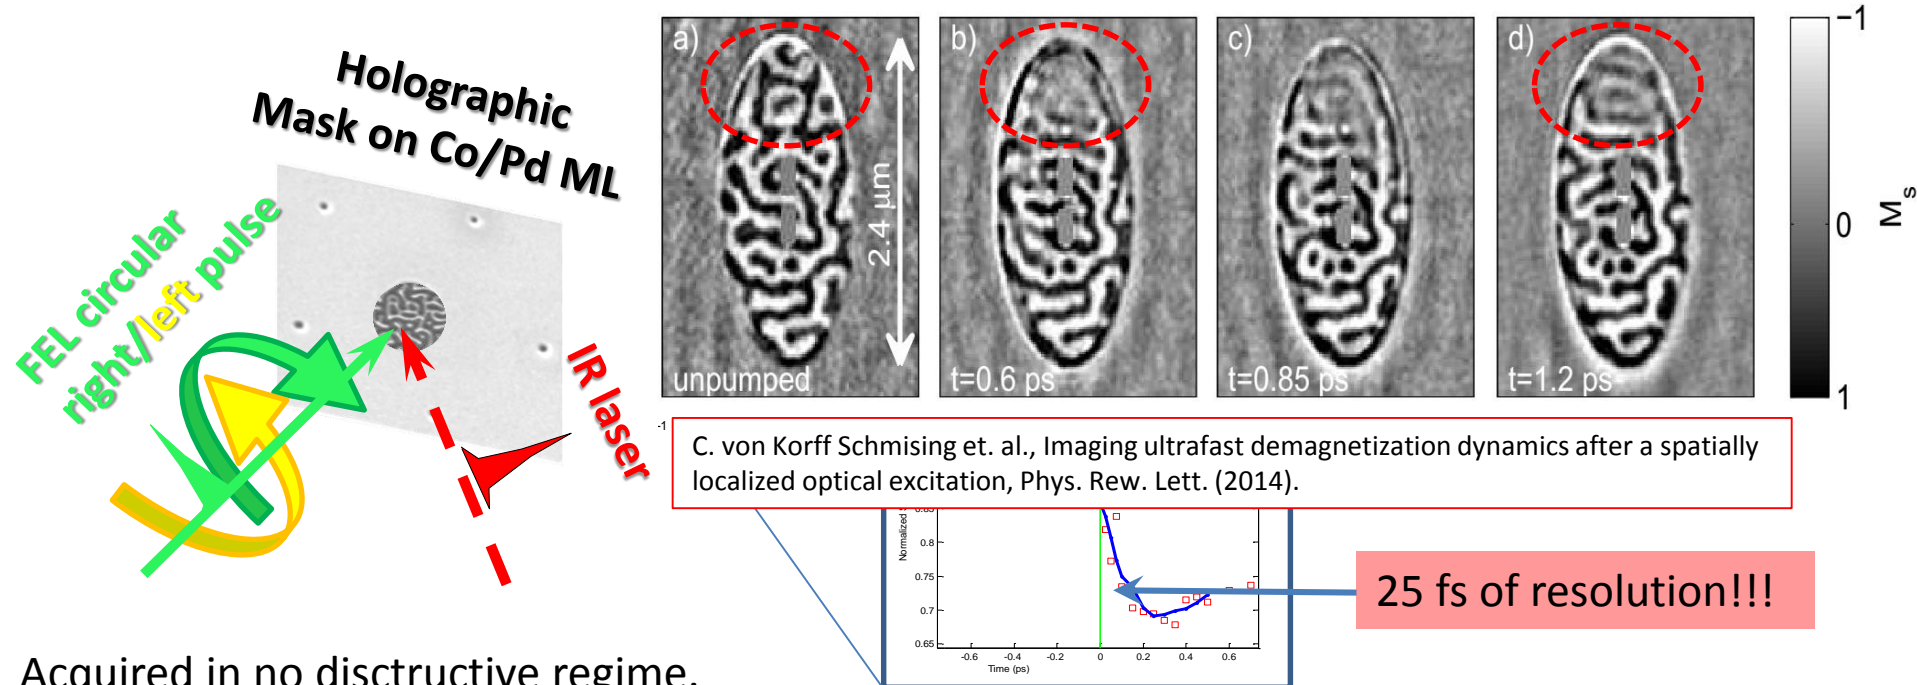 Holographic
Mask on Co/Pd ML
FEL circular
right/left pulse
IR laser
a)
2.4 µm
unpumped
b)
t=0.6 ps
c)
t=0.85 ps
d)
t=1.2 ps
-1
0
1
M s
-1
C. von Korff Schmising et. al., Imaging ultrafast demagnetization dynamics after a spatially
localized optical excitation, Phys. Rew. Lett. (2014).
0.85
0.8
0.75
0.7
0.65
Normalized
-0.6 -0.4 -0.2 0 0.2 0.4 0.6
Time (ps)
25 fs of resolution!!!
Acquired in no disctructive regime.